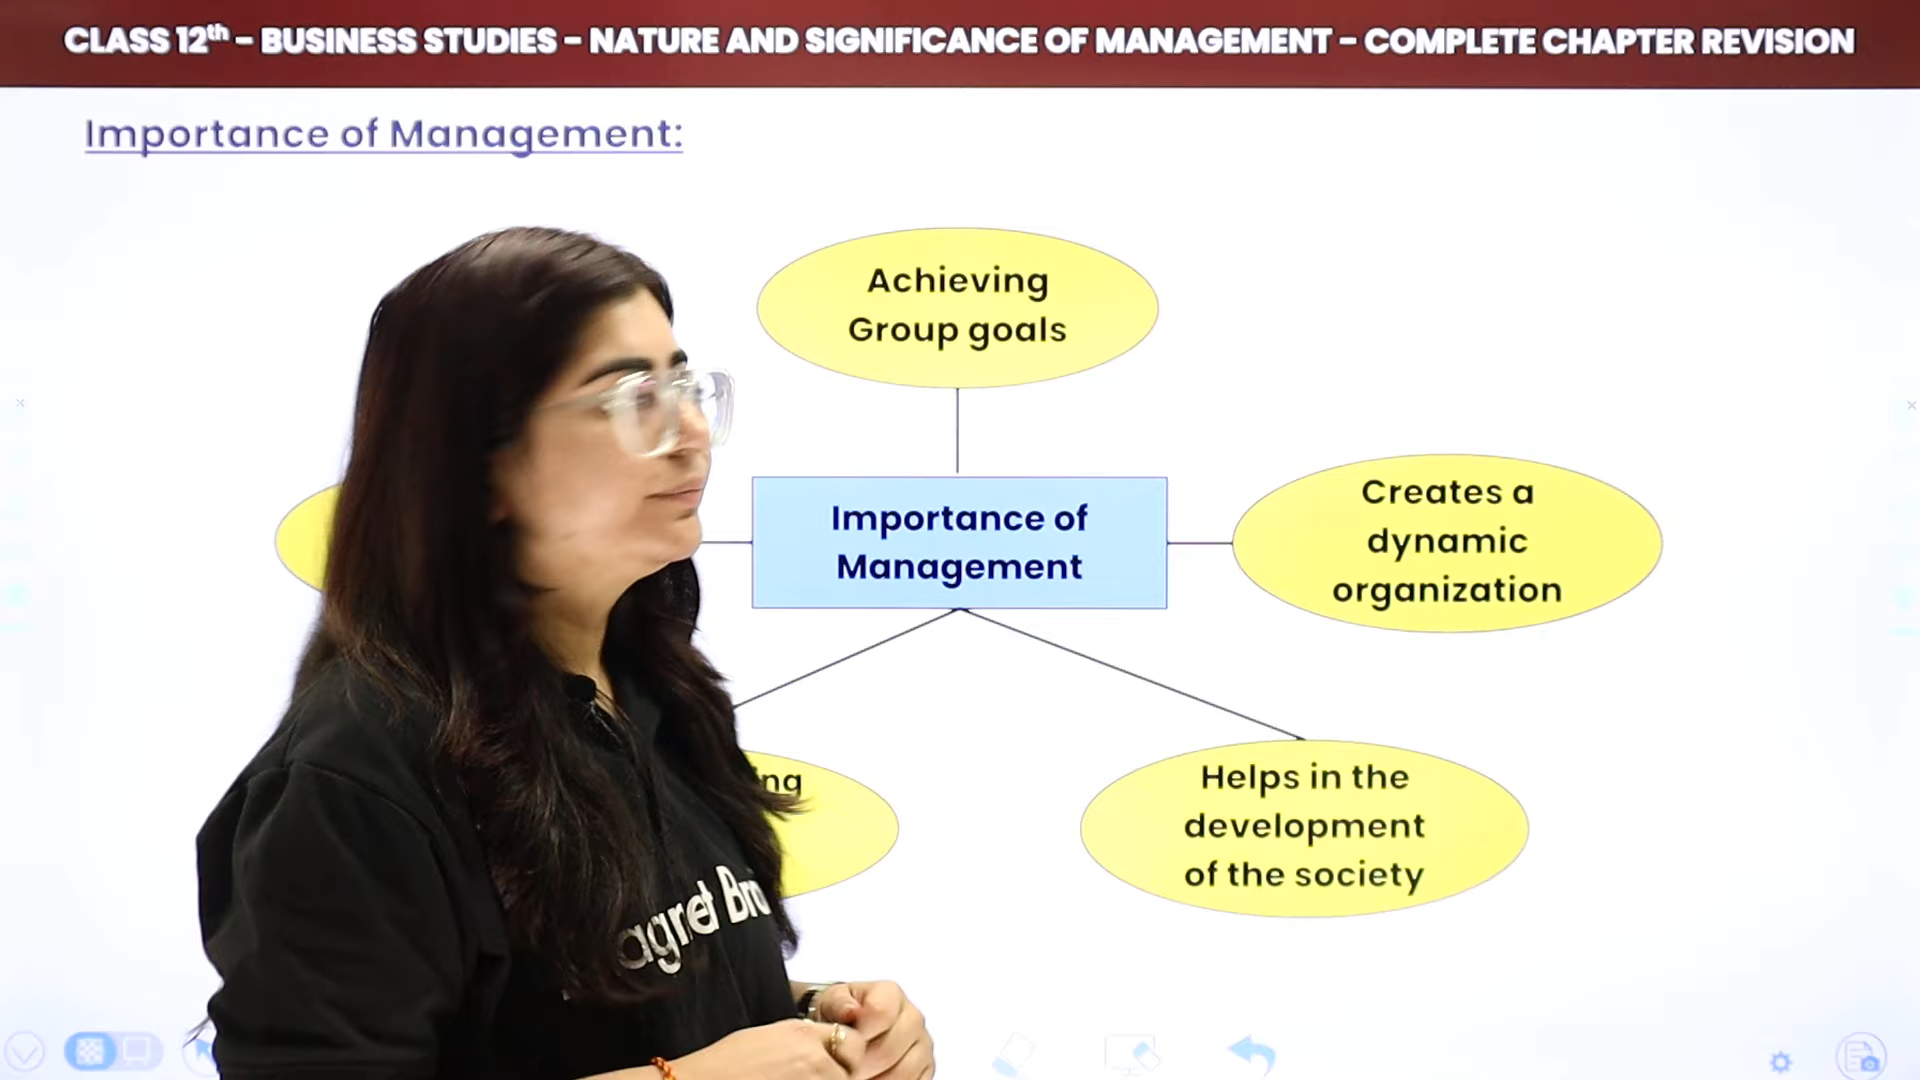 CLASS 12th – BUSINESS STUDIES – NATURE AND SIGNIFICANCE OF MANAGEMENT – COMPLETE CHAPTER REVISION
Importance of Management:
Achieving
Group goals
Importance of
Management
Creates a
dynamic
organization
Helps in the
development
of the society